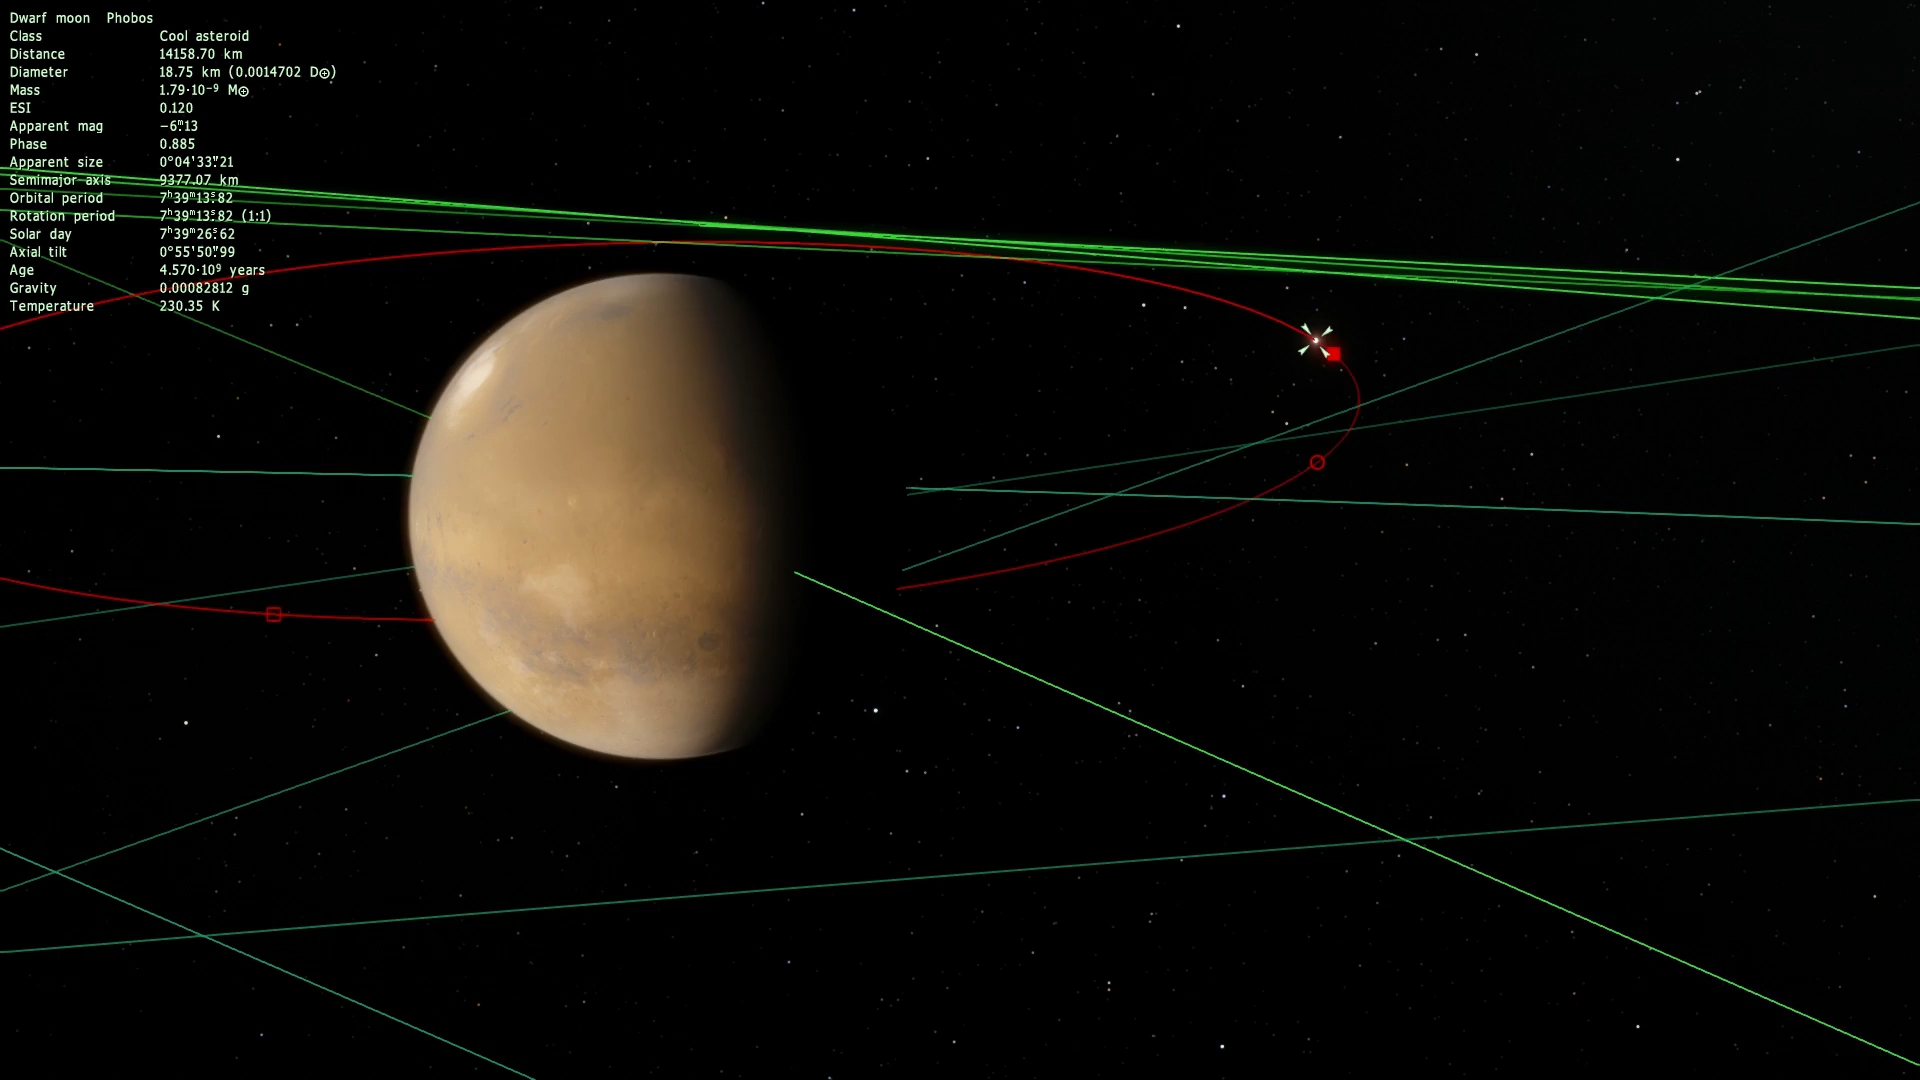 Dwarf moon Phobos
Class Cool asteroid
Distance 14158.70 km
Diameter 18.75 km (0.0014702 D⊕)
Mass 1.79·10⁻⁹ M⊕
ESI 0.120
Apparent mag −6ᵐ.13
Phase 0.885
Apparent size 0°04'33".21
Semimajor axis 9377.07 km
Orbital period 7ʰ39ᵐ13ˢ.82
Rotation period 7ʰ39ᵐ13ˢ.82 (1:1)
Solar day 7ʰ39ᵐ26ˢ.62
Axial tilt 0°55'50".99
Age 4.570·10⁹ years
Gravity 0.00082812 g
Temperature 230.35 K